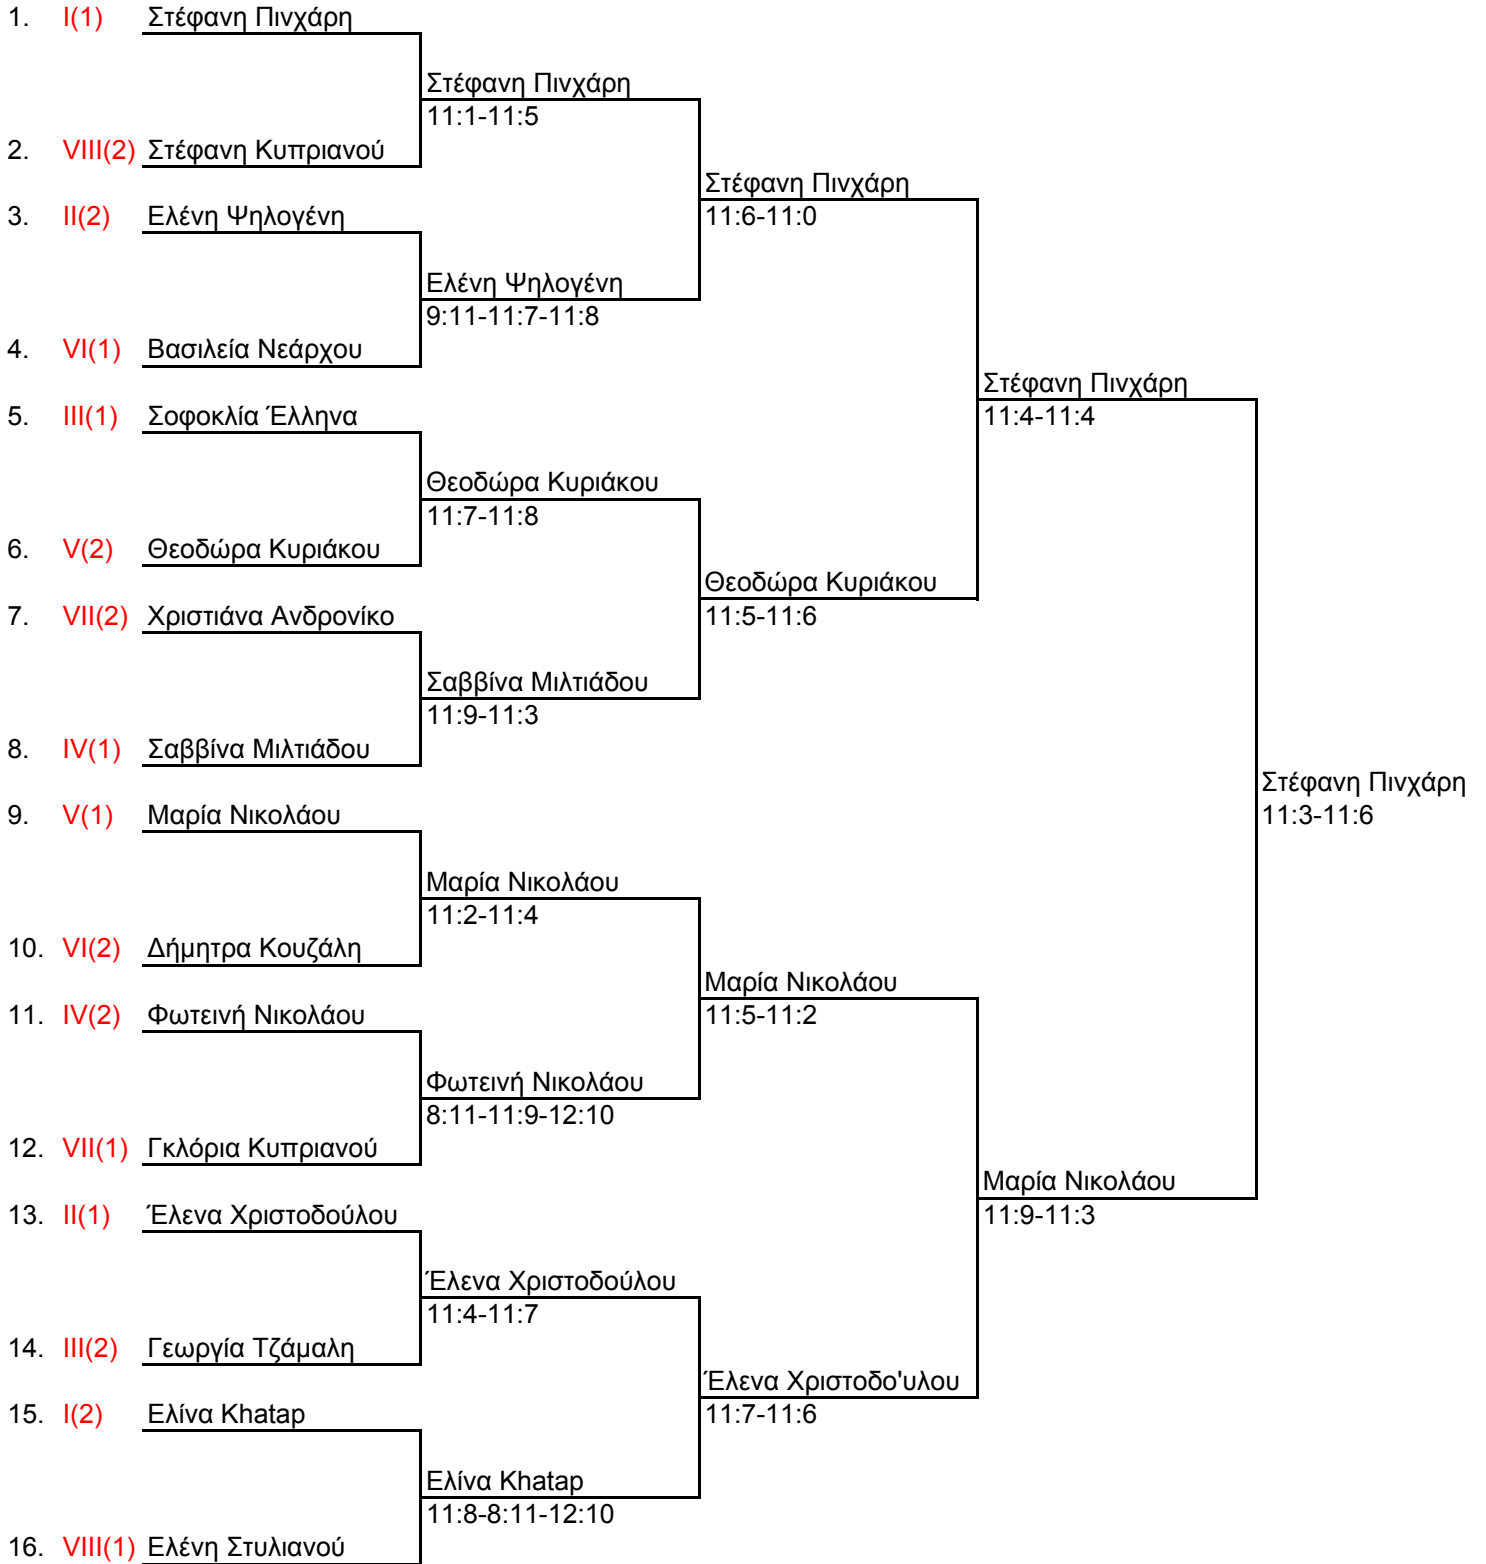 1. I(1) Στέφανη Πινχάρη
Στέφανη Πινχάρη
11:1-11:5
2. VIII(2) Στέφανη Κυπριανού
Στέφανη Πινχάρη
11:6-11:0
3. II(2) Ελένη Ψηλογένη
Ελένη Ψηλογένη
9:11-11:7-11:8
4. VI(1) Βασιλεία Νεάρχου
Στέφανη Πινχάρη
11:4-11:4
5. III(1) Σοφοκλία Έλληνα
Θεοδώρα Κυριάκου
11:7-11:8
6. V(2) Θεοδώρα Κυριάκου
Θεοδώρα Κυριάκου
11:5-11:6
7. VII(2) Χριστιάνα Ανδρονίκο
Σαββίνα Μιλτιάδου
11:9-11:3
8. IV(1) Σαββίνα Μιλτιάδου
Στέφανη Πινχάρη
11:3-11:6
9. V(1) Μαρία Νικολάου
Μαρία Νικολάου
11:2-11:4
10. VI(2) Δήμητρα Κουζάλη
Μαρία Νικολάου
11:5-11:2
11. IV(2) Φωτεινή Νικολάου
Φωτεινή Νικολάου
8:11-11:9-12:10
12. VII(1) Γκλόρια Κυπριανού
Μαρία Νικολάου
11:9-11:3
13. II(1) Έλενα Χριστοδούλου
Έλενα Χριστοδούλου
11:4-11:7
14. III(2) Γεωργία Τζάμαλη
Έλενα Χριστοδο'υλου
11:7-11:6
15. I(2) Ελίνα Khatap
Ελίνα Khatap
11:8-8:11-12:10
16. VIII(1) Ελένη Στυλιανού